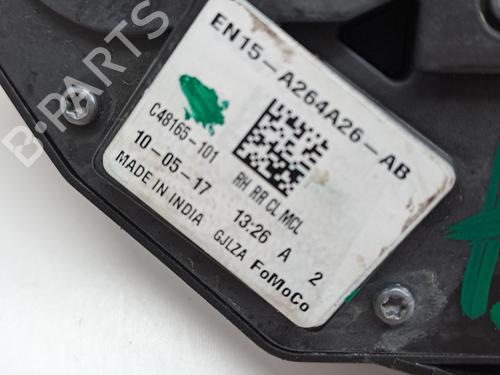 B-PARTS
EN15-A264A26-AB
C48165-101
RH RR CL MCL
10-05-17 13:26 A 2
MADE IN INDIA GJLZA FoMoCo